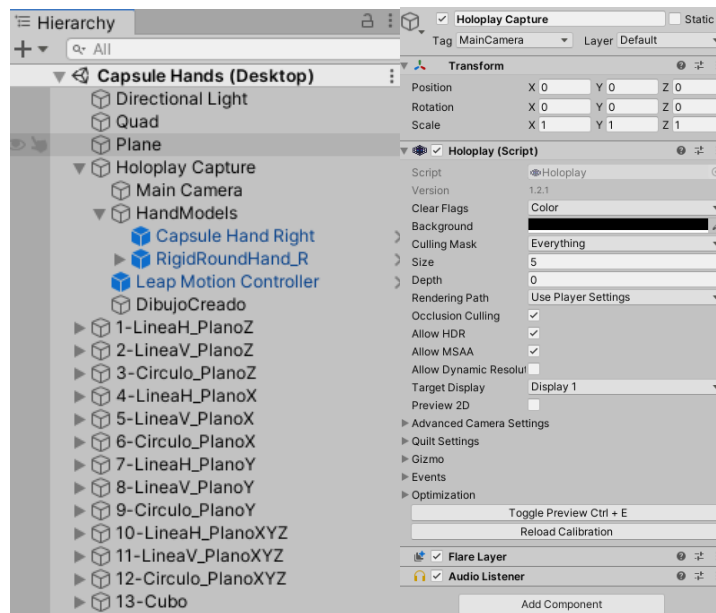 Hierarchy
All
Capsule Hands (Desktop)
Directional Light
Quad
Plane
Holoplay Capture
Main Camera
HandModels
Capsule Hand Right
RigidRoundHand_R
Leap Motion Controller
DibujoCreado
1-LineaH_PlanoZ
2-LineaV_PlanoZ
3-Circulo_PlanoZ
4-LineaH_PlanoX
5-LineaV_PlanoX
6-Circulo_PlanoX
7-LineaH_PlanoY
8-LineaV_PlanoY
9-Circulo_PlanoY
10-LineaH_PlanoXYZ
11-LineaV_PlanoXYZ
12-Circulo_PlanoXYZ
13-Cubo
Holoplay Capture Static
Tag MainCamera Layer Default
Transform
Position X 0 Y 0 Z 0
Rotation X 0 Y 0 Z 0
Scale X 1 Y 1 Z 1
Holoplay (Script)
Script Holoplay
Version 1.2.1
Clear Flags Color
Background
Culling Mask Everything
Size 5
Depth 0
Rendering Path Use Player Settings
Occlusion Culling
Allow HDR
Allow MSAA
Allow Dynamic Resolut
Target Display Display 1
Preview 2D
Advanced Camera Settings
Quilt Settings
Gizmo
Events
Optimization
Toggle Preview Ctrl + E
Reload Calibration
Flare Layer
Audio Listener
Add Component